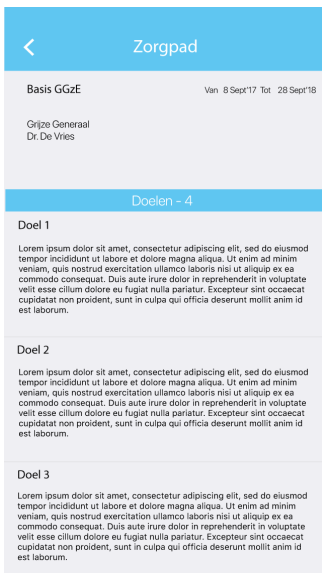 Zorgpad
Basis GGzE
Van 8 Sept'17 Tot 28 Sept'18
Grijze Generaal
Dr. De Vries
Doelen - 4
Doel 1
Lorem ipsum dolor sit amet, consectetur adipiscing elit, sed do eiusmod
tempor incididunt ut labore et dolore magna aliqua. Ut enim ad minim
veniam, quis nostrud exercitation ullamco laboris nisi ut aliquip ex ea
commodo consequat. Duis aute irure dolor in reprehenderit in voluptate
velit esse cillum dolore eu fugiat nulla pariatur. Excepteur sint occaecat
cupidatat non proident, sunt in culpa qui officia deserunt mollit anim id
est laborum.
Doel 2
Lorem ipsum dolor sit amet, consectetur adipiscing elit, sed do eiusmod
tempor incididunt ut labore et dolore magna aliqua. Ut enim ad minim
veniam, quis nostrud exercitation ullamco laboris nisi ut aliquip ex ea
commodo consequat. Duis aute irure dolor in reprehenderit in voluptate
velit esse cillum dolore eu fugiat nulla pariatur. Excepteur sint occaecat
cupidatat non proident, sunt in culpa qui officia deserunt mollit anim id
est laborum.
Doel 3
Lorem ipsum dolor sit amet, consectetur adipiscing elit, sed do eiusmod
tempor incididunt ut labore et dolore magna aliqua. Ut enim ad minim
veniam, quis nostrud exercitation ullamco laboris nisi ut aliquip ex ea
commodo consequat. Duis aute irure dolor in reprehenderit in voluptate
velit esse cillum dolore eu fugiat nulla pariatur. Excepteur sint occaecat
cupidatat non proident, sunt in culpa qui officia deserunt mollit anim id
est laborum.